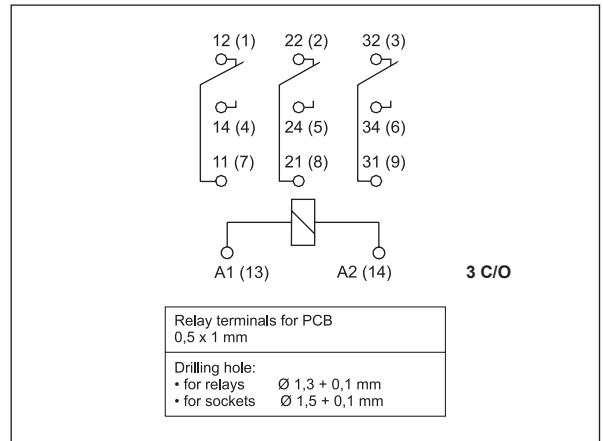 12 (1) 22 (2) 32 (3)
14 (4) 24 (5) 34 (6)
11 (7) 21 (8) 31 (9)
A1 (13) A2 (14) 3 C/O
Relay terminals for PCB
0,5 x 1 mm
Drilling hole:
• for relays Ø 1,3 + 0,1 mm
• for sockets Ø 1,5 + 0,1 mm